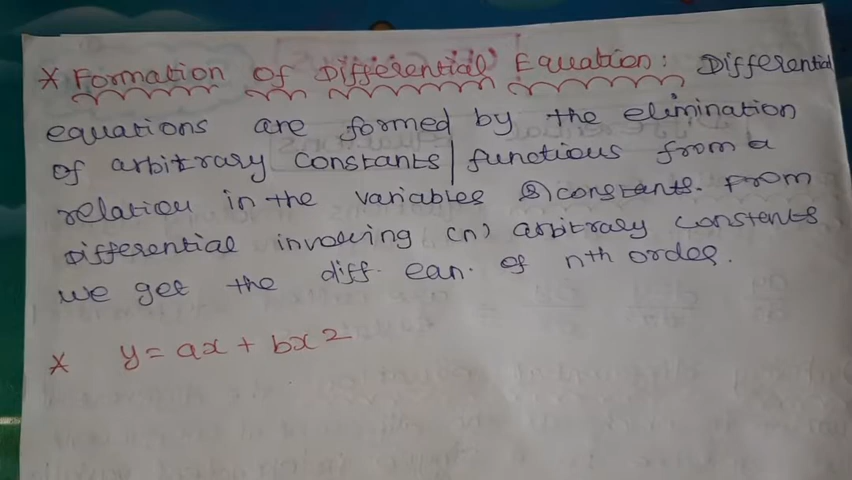 * Formation Of Differential Equation: Differential
equations are formed by the elimination
of arbitrary constants/functions from a
relation in the variables & constants. From
differential involving (n) arbitrary constants
we get the diff. ean. of nth order.
* y = ax + bx2